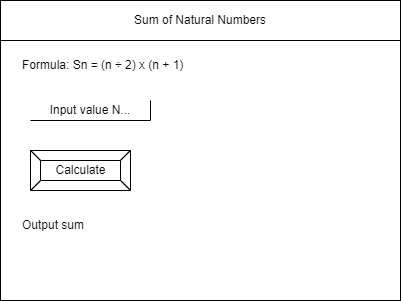 Sum of Natural Numbers
Formula: Sn = (n ÷ 2) x (n + 1)
Input value N...
Calculate
Output sum